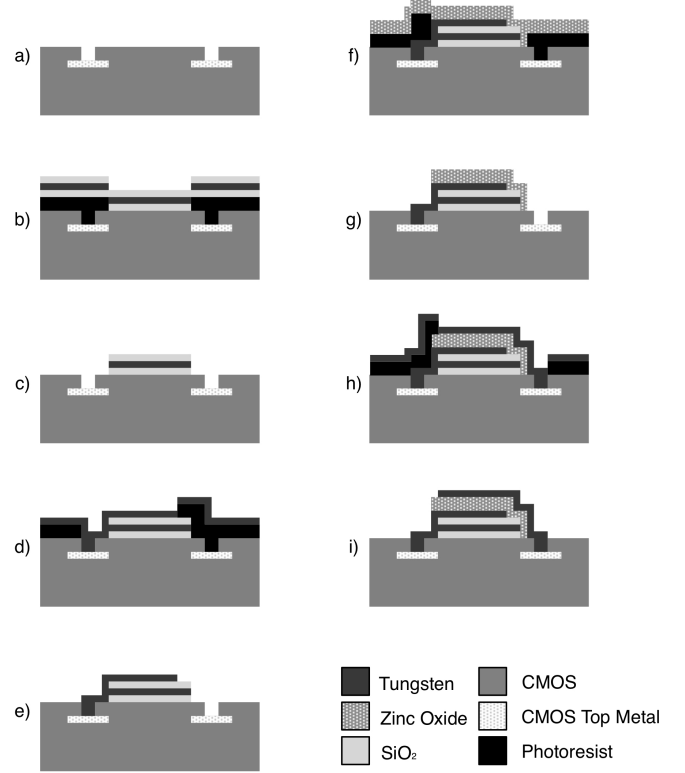 a)
b)
c)
d)
e)
f)
g)
h)
i)
Tungsten
CMOS
Zinc Oxide
CMOS Top Metal
SiO₂
Photoresist